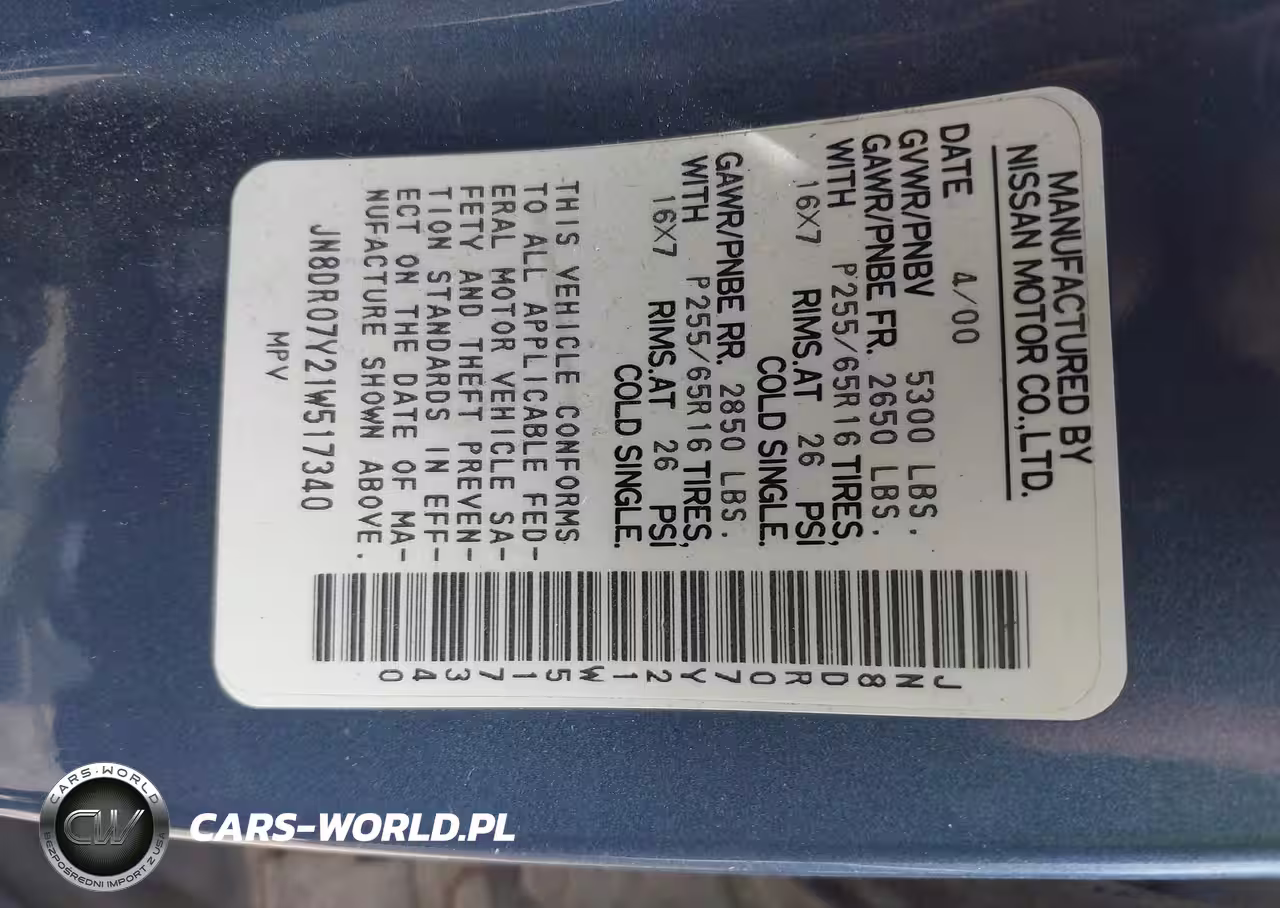 MANUFACTURED BY
NISSAN MOTOR CO.,LTD.
DATE 4/00
GVWR/PNBV 5300 LBS.
GAWR/PNBE FR. 2650 LBS.
WITH P255/65R16 TIRES,
16X7 RIMS.AT 26 PSI
COLD SINGLE.
GAWR/PNBE RR. 2850 LBS.
WITH P255/65R16 TIRES,
16X7 RIMS.AT 26 PSI
COLD SINGLE.
THIS VEHICLE CONFORMS
TO ALL APPLICABLE FED-
ERAL MOTOR VEHICLE SA-
FETY AND THEFT PREVEN-
TION STANDARDS IN EFF-
ECT ON THE DATE OF MA-
NUFACTURE SHOWN ABOVE.
JN8DR07Y21W517340
MPV
JN8DR07Y21W517340
CARS-WORLD
CW
BEZPOŚREDNI IMPORT Z USA
CARS-WORLD.PL